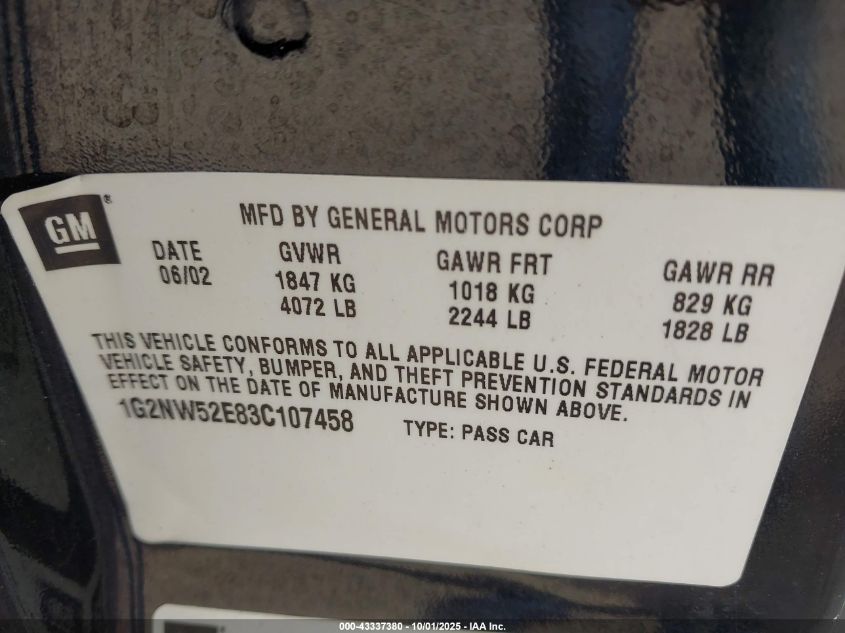 GM®
MFD BY GENERAL MOTORS CORP
DATE GVWR GAWR FRT GAWR RR
06/02 1847 KG 1018 KG 829 KG
4072 LB 2244 LB 1828 LB
THIS VEHICLE CONFORMS TO ALL APPLICABLE U.S. FEDERAL MOTOR
VEHICLE SAFETY, BUMPER, AND THEFT PREVENTION STANDARDS IN
EFFECT ON THE DATE OF MANUFACTURE SHOWN ABOVE.
1G2NW52E83C107458 TYPE: PASS CAR
000-43337380 - 10/01/2025 - IAA Inc.